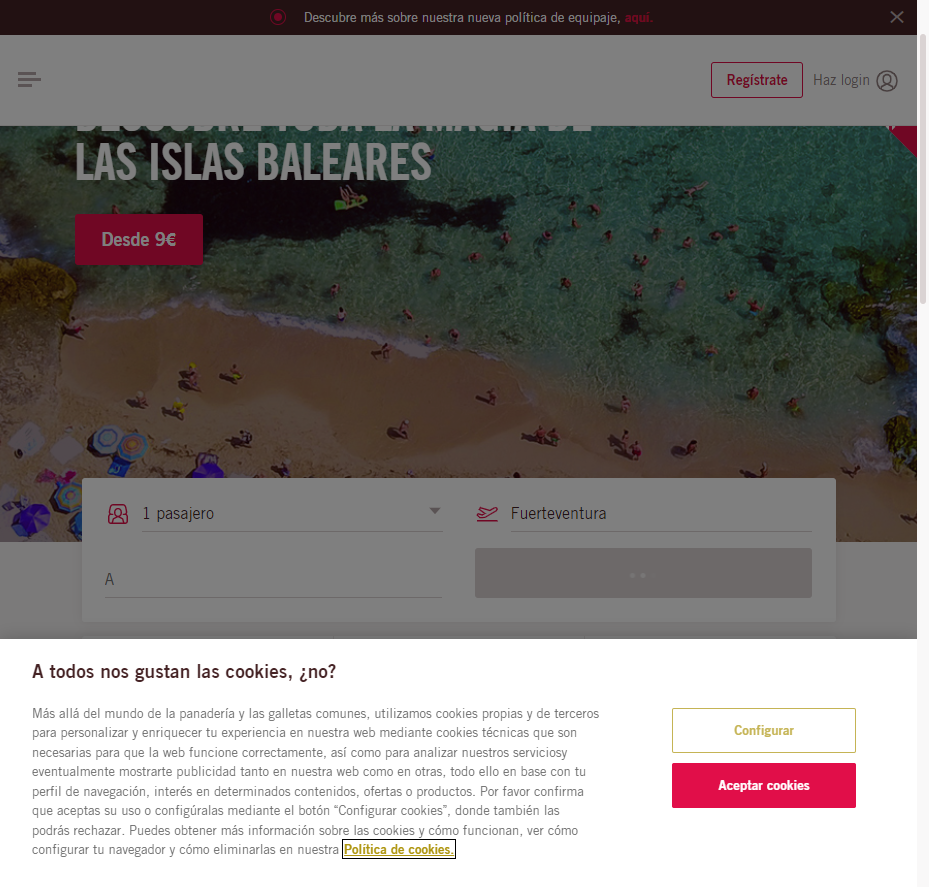 Descubre más sobre nuestra nueva política de equipaje, aquí.
Regístrate
Haz login
DESCUBRE TODA LA MAGIA DE
LAS ISLAS BALEARES
Desde 9€
1 pasajero
Fuerteventura
A
A todos nos gustan las cookies, ¿no?
Más allá del mundo de la panadería y las galletas comunes, utilizamos cookies propias y de terceros
para personalizar y enriquecer tu experiencia en nuestra web mediante cookies técnicas que son
necesarias para que la web funcione correctamente, así como para analizar nuestros serviciosy
eventualmente mostrarte publicidad tanto en nuestra web como en otras, todo ello en base con tu
perfil de navegación, interés en determinados contenidos, ofertas o productos. Por favor confirma
que aceptas su uso o configúralas mediante el botón “Configurar cookies”, donde también las
podrás rechazar. Puedes obtener más información sobre las cookies y cómo funcionan, ver cómo
configurar tu navegador y cómo eliminarlas en nuestra Política de cookies.
Configurar
Aceptar cookies